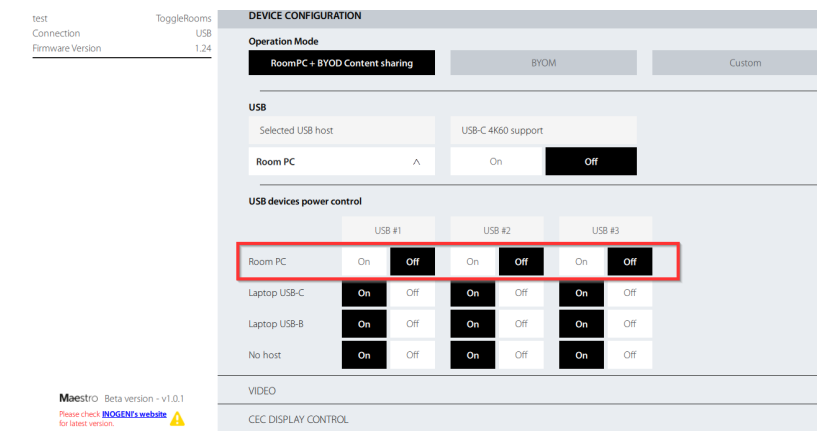 test ToggleRooms
Connection USB
Firmware Version 1.24
DEVICE CONFIGURATION
Operation Mode
RoomPC + BYOD Content sharing BYOM Custom
USB
Selected USB host USB-C 4K60 support
Room PC On Off
USB devices power control
USB #1 USB #2 USB #3
Room PC On Off On Off On Off
Laptop USB-C On Off On Off On Off
Laptop USB-B On Off On Off On Off
No host On Off On Off On Off
VIDEO
CEC DISPLAY CONTROL
Maestro Beta version - v1.0.1
Please check INOGENI's website
for latest version.